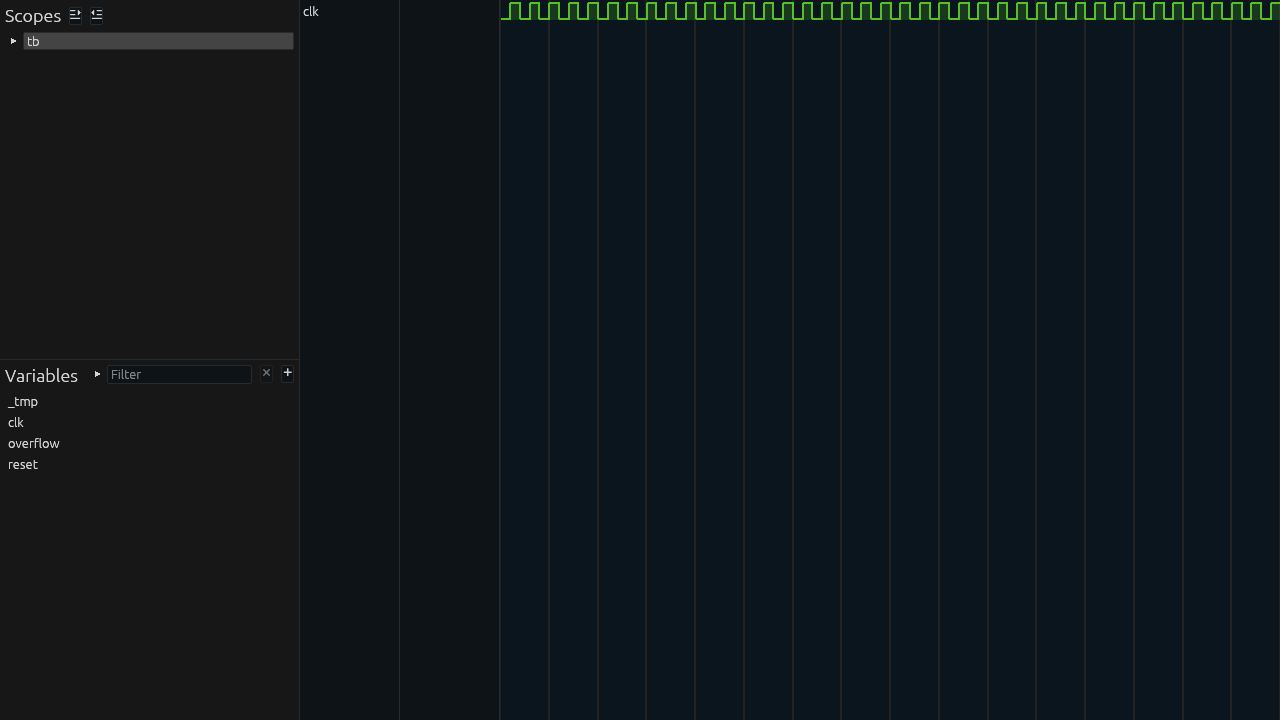 Scopes
tb
Variables
Filter
_tmp
clk
overflow
reset
clk